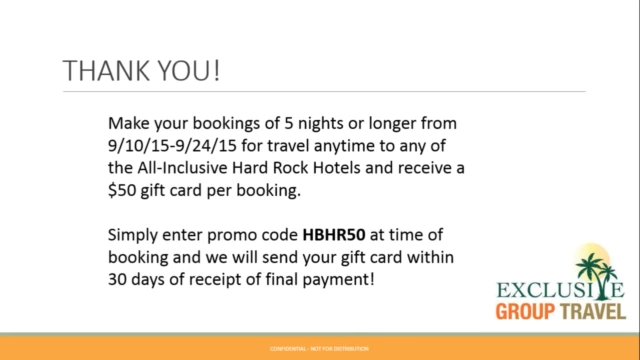 THANK YOU!
Make your bookings of 5 nights or longer from
9/10/15-9/24/15 for travel anytime to any of
the All-Inclusive Hard Rock Hotels and receive a
$50 gift card per booking.
Simply enter promo code HBHR50 at time of
booking and we will send your gift card within
30 days of receipt of final payment!
EXCLUSIVE
GROUP TRAVEL
CONFIDENTIAL - NOT FOR DISTRIBUTION